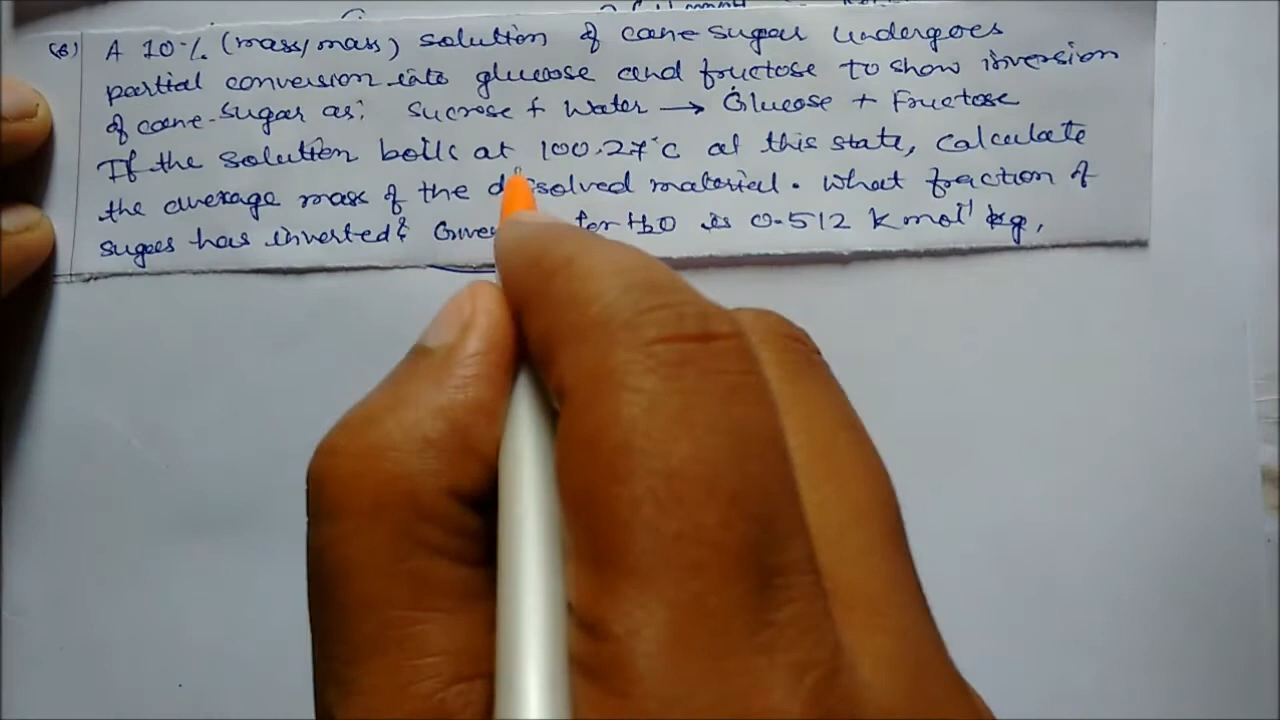 (6) A 10% (mass/mass) solution of cane sugar undergoes
partial conversion into glucose and fructose to show inversion
of cane-sugar as: Sucrose + Water → Glucose + Fructose
If the solution boils at 100.27°C at this state, calculate
the average mass of the dissolved material. What fraction of
sugar has inverted? Given for H2O is 0.512 K mol⁻¹ kg,